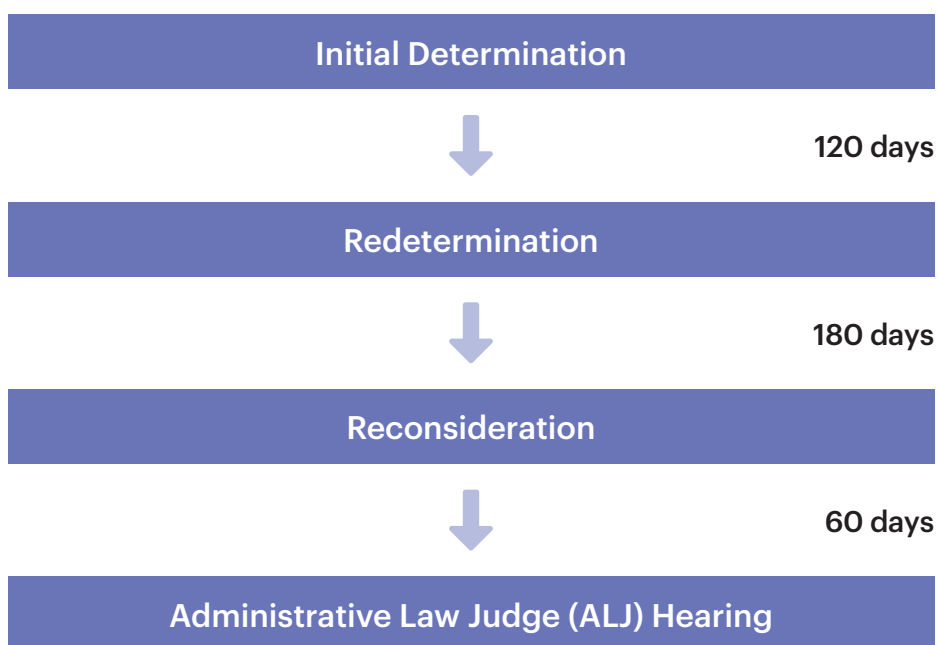 Initial Determination
120 days
Redetermination
180 days
Reconsideration
60 days
Administrative Law Judge (ALJ) Hearing